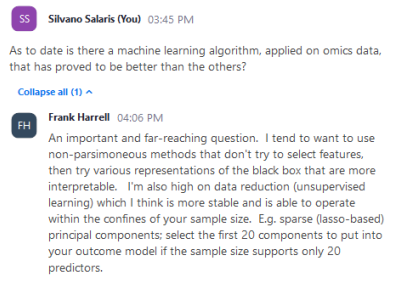 SS Silvano Salaris (You) 03:45 PM
As to date is there a machine learning algorithm, applied on omics data,
that has proved to be better than the others?
Collapse all (1)
FH Frank Harrell 04:06 PM
An important and far-reaching question. I tend to want to use
non-parsimoneous methods that don't try to select features,
then try various representations of the black box that are more
interpretable. I'm also high on data reduction (unsupervised
learning) which I think is more stable and is able to operate
within the confines of your sample size. E.g. sparse (lasso-based)
principal components; select the first 20 components to put into
your outcome model if the sample size supports only 20
predictors.